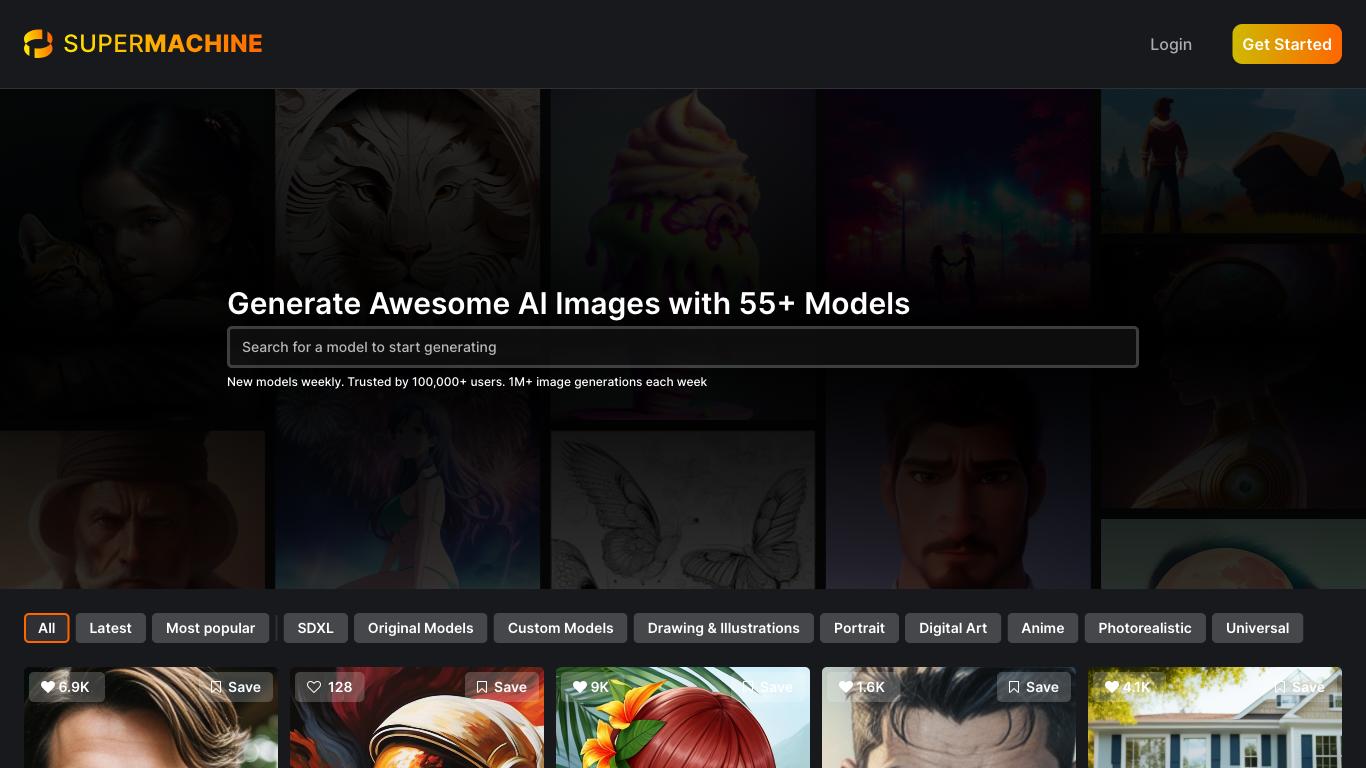 SUPERMACHINE
Login
Get Started
Generate Awesome AI Images with 55+ Models
Search for a model to start generating
New models weekly. Trusted by 100,000+ users. 1M+ image generations each week
All
Latest
Most popular
SDXL
Original Models
Custom Models
Drawing & Illustrations
Portrait
Digital Art
Anime
Photorealistic
Universal
6.9K
Save
128
Save
9K
Save
1.6K
Save
4.1K
Save